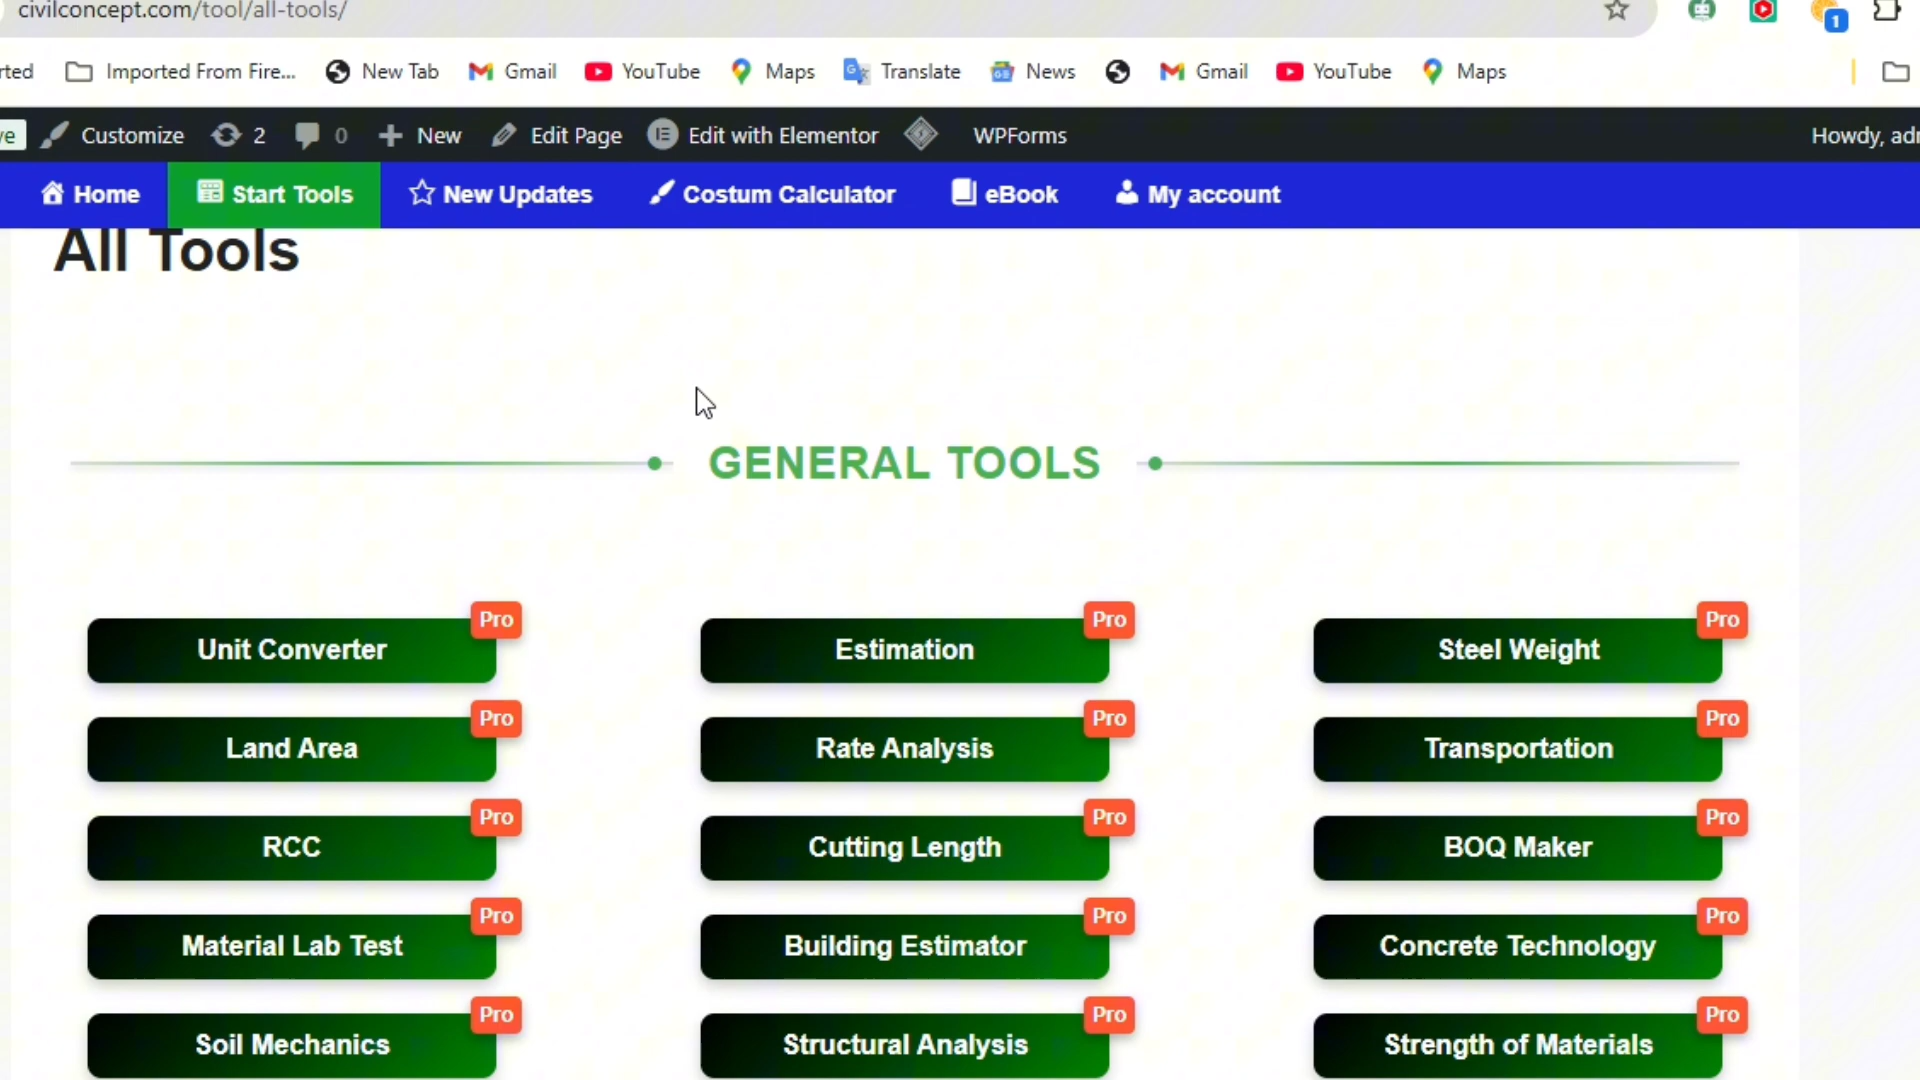 civilconcept.com/tool/all-tools/
1
rted Imported From Fire... New Tab Gmail YouTube Maps Translate News Gmail YouTube Maps
ve Customize 2 0 New Edit Page Edit with Elementor WPForms Howdy, adr
Home Start Tools New Updates Costum Calculator eBook My account
All Tools
GENERAL TOOLS
Pro Pro Pro
Unit Converter Estimation Steel Weight
Pro Pro Pro
Land Area Rate Analysis Transportation
Pro Pro Pro
RCC Cutting Length BOQ Maker
Pro Pro Pro
Material Lab Test Building Estimator Concrete Technology
Pro Pro Pro
Soil Mechanics Structural Analysis Strength of Materials